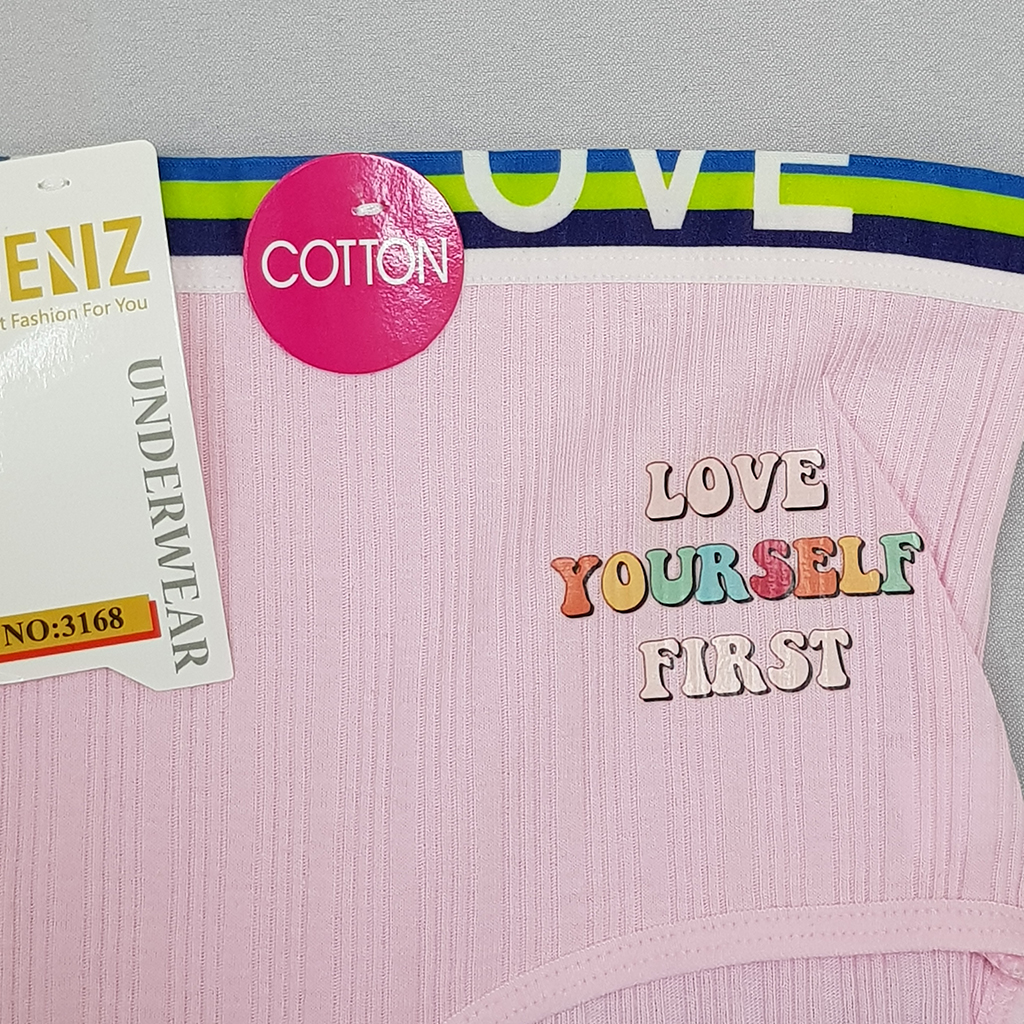 ENIZ
t Fashion For You
UNDERWEAR
NO:3168
COTTON
OVE
LOVE
YOURSELF
FIRST